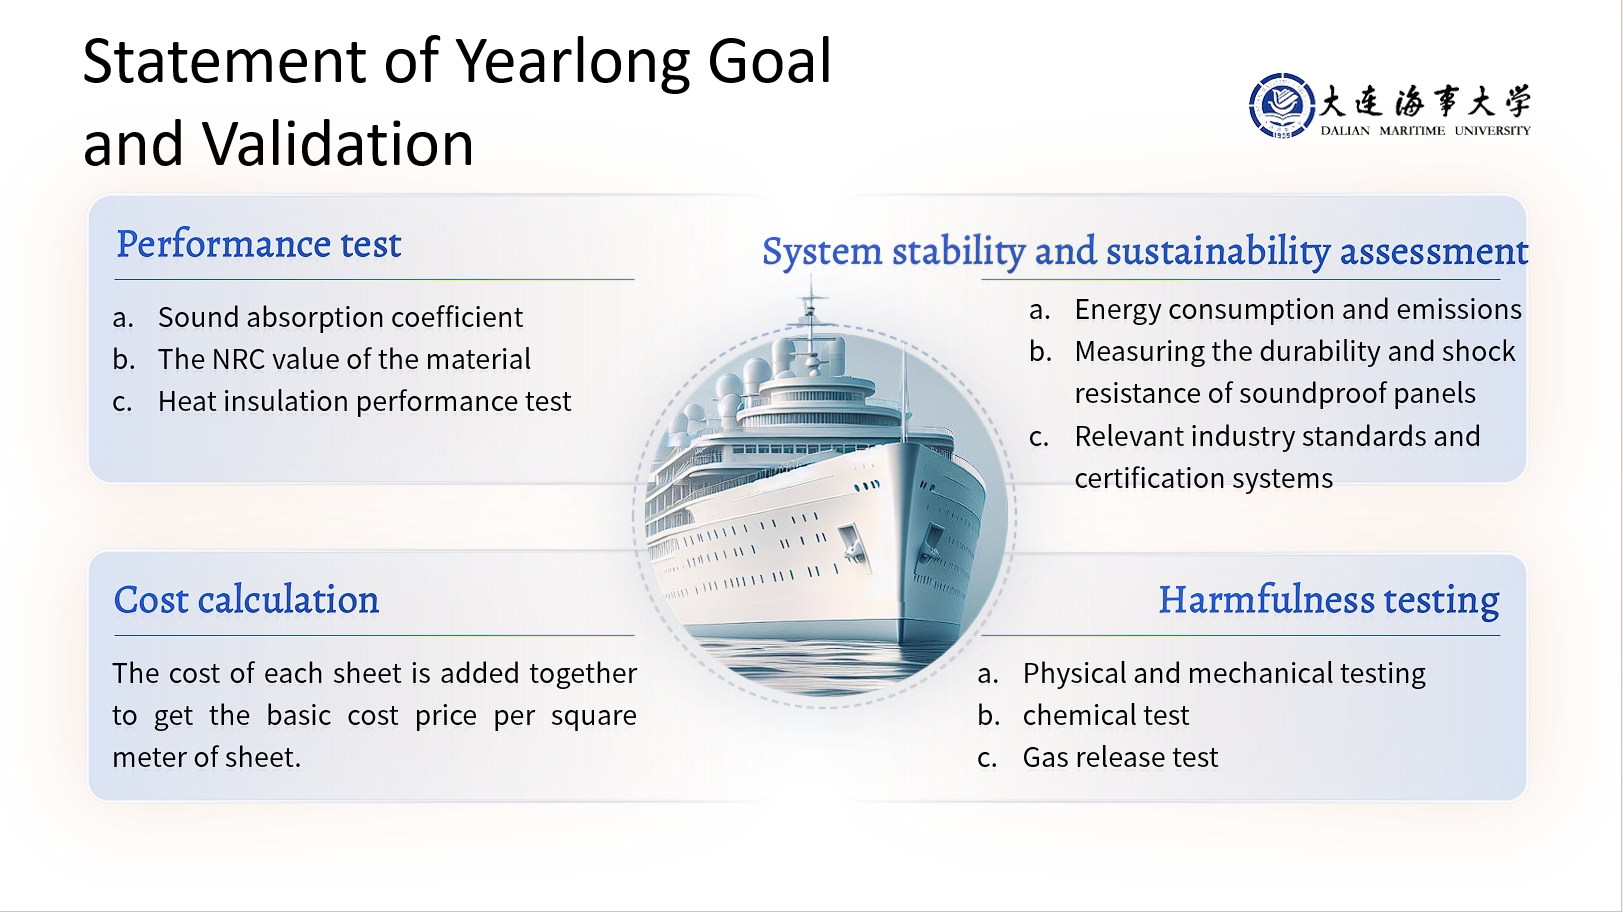 Statement of Yearlong Goal
and Validation
大连海事大学
DALIAN MARITIME UNIVERSITY
1909
Performance test
a. Sound absorption coefficient
b. The NRC value of the material
c. Heat insulation performance test
System stability and sustainability assessment
a. Energy consumption and emissions
b. Measuring the durability and shock
resistance of soundproof panels
c. Relevant industry standards and
certification systems
Cost calculation
The cost of each sheet is added together
to get the basic cost price per square
meter of sheet.
Harmfulness testing
a. Physical and mechanical testing
b. chemical test
c. Gas release test